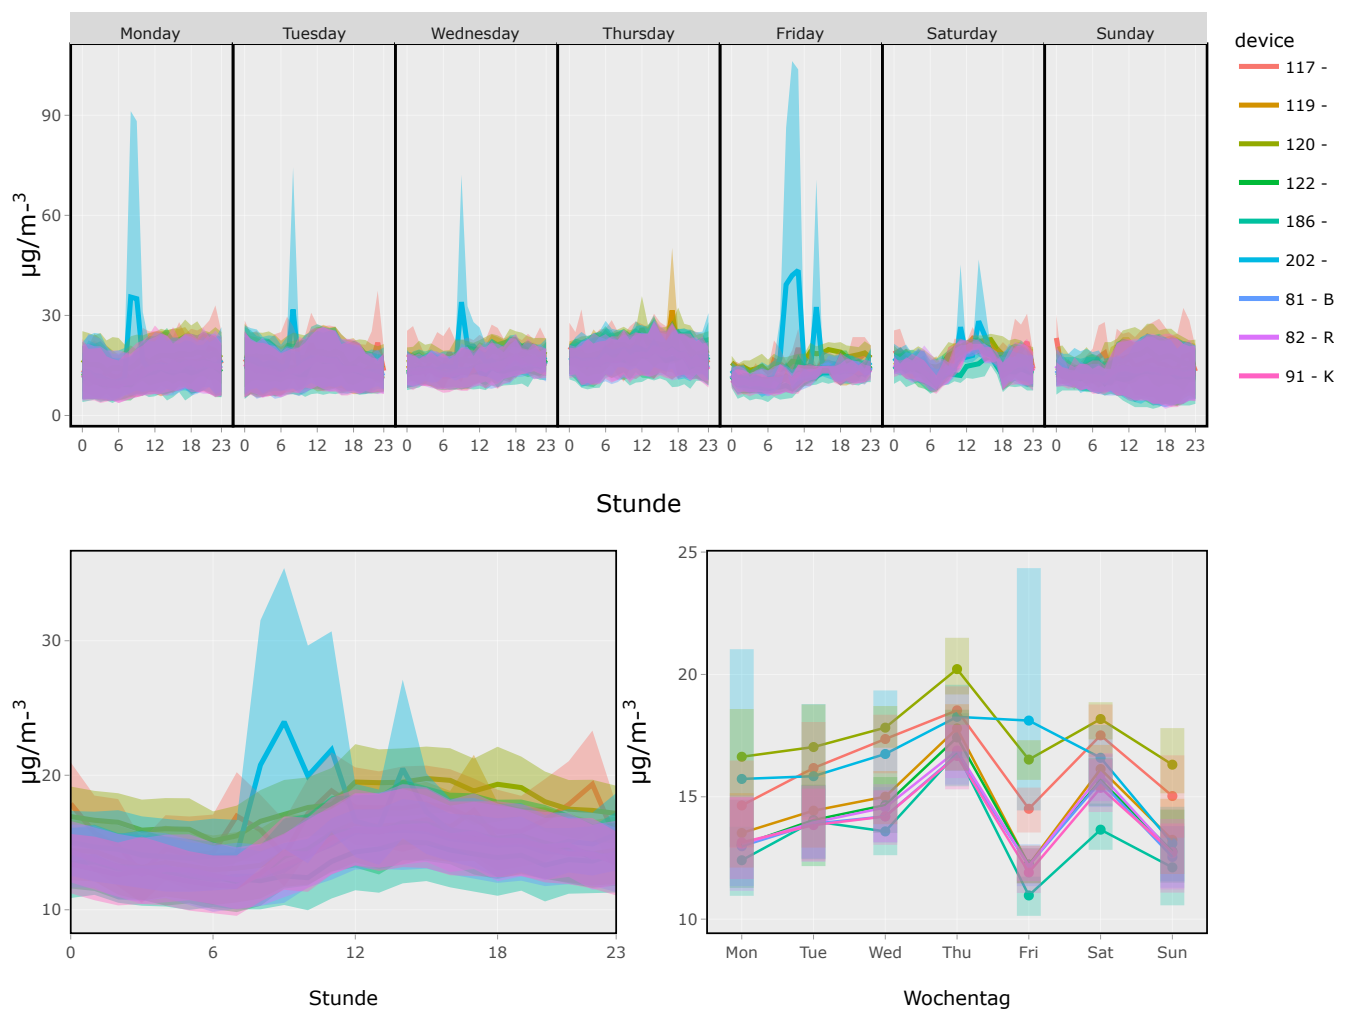 Monday Tuesday Wednesday Thursday Friday Saturday Sunday
device
117 -
119 -
120 -
122 -
186 -
202 -
81 - B
82 - R
91 - K
µg/m-³
90
60
30
0
0 6 12 18 23 0 6 12 18 23 0 6 12 18 23 0 6 12 18 23 0 6 12 18 23 0 6 12 18 23 0 6 12 18 23
Stunde
µg/m-³
30
20
10
0 6 12 18 23
Stunde
µg/m-³
25
20
15
10
Mon Tue Wed Thu Fri Sat Sun
Wochentag